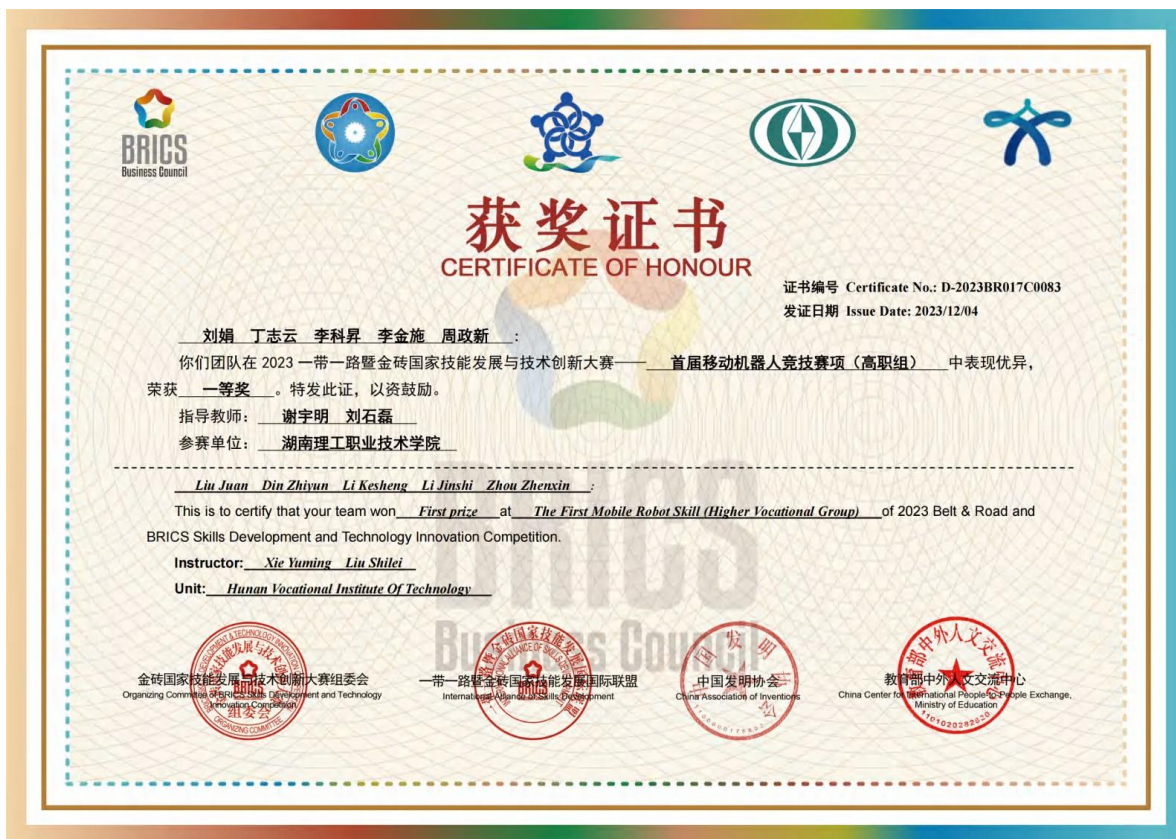 BRICS
Business Council
获奖证书
CERTIFICATE OF HONOUR
证书编号 Certificate No.: D-2023BR017C0083
发证日期 Issue Date: 2023/12/04
刘娟 丁志云 李科昇 李金施 周政新 :
你们团队在 2023 一带一路暨金砖国家技能发展与技术创新大赛——首届移动机器人竞技赛项（高职组）中表现优异，
荣获 一等奖 。特发此证，以资鼓励。
指导教师： 谢宇明 刘石磊
参赛单位： 湖南理工职业技术学院
Liu Juan Din Zhiyun Li Kesheng Li Jinshi Zhou Zhenxin :
This is to certify that your team won First prize at The First Mobile Robot Skill (Higher Vocational Group) of 2023 Belt & Road and
BRICS Skills Development and Technology Innovation Competition.
Instructor: Xie Yuming Liu Shilei
Unit: Hunan Vocational Institute Of Technology
BRICS
Business Council
金砖国家技能发展与技术创新大赛组委会
Organizing Committee of BRICS Skills Development and Technology
Innovation Competition
组委会
ORGANIZING COMMITTEE
一带一路暨金砖国家技能发展国际联盟
International Alliance of Skills Development
中国发明协会
China Association of Inventions
教育部中外人文交流中心
China Center for International People-to-People Exchange,
Ministry of Education
1101020282620